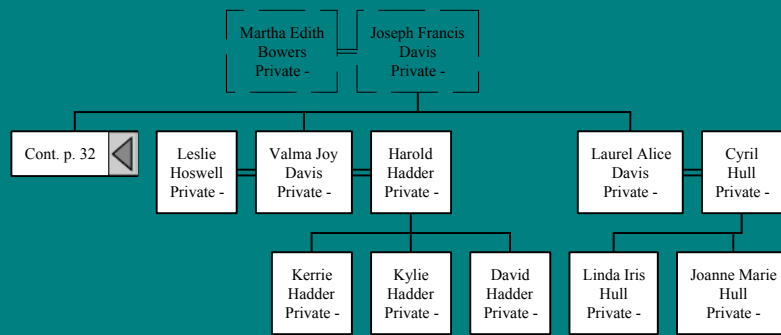 Martha Edith
Bowers
Private -
Joseph Francis
Davis
Private -
Cont. p. 32
Leslie
Hoswell
Private -
Valma Joy
Davis
Private -
Harold
Hadder
Private -
Laurel Alice
Davis
Private -
Cyril
Hull
Private -
Kerrie
Hadder
Private -
Kylie
Hadder
Private -
David
Hadder
Private -
Linda Iris
Hull
Private -
Joanne Marie
Hull
Private -